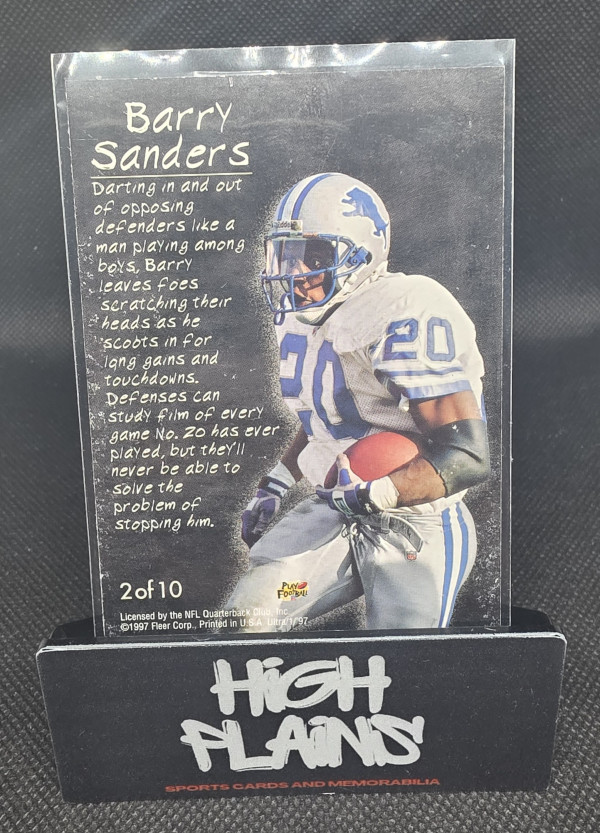 Barry
Sanders
Darting in and out
of opposing
defenders like a
man playing among
boys, Barry
leaves foes
scratching their
heads as he
scoots in for
long gains and
touchdowns.
Defenses can
study film of every
game No. 20 has ever
played, but they'll
never be able to
solve the
problem of
stopping him.
20
20
2 of 10
PLAY
FOOTBALL
Licensed by the NFL Quarterback Club, Inc.
©1997 Fleer Corp., Printed in U.S.A. Ultra 1/'97
HiGH
PLAiNS
SPORTS CARDS AND MEMORABILIA